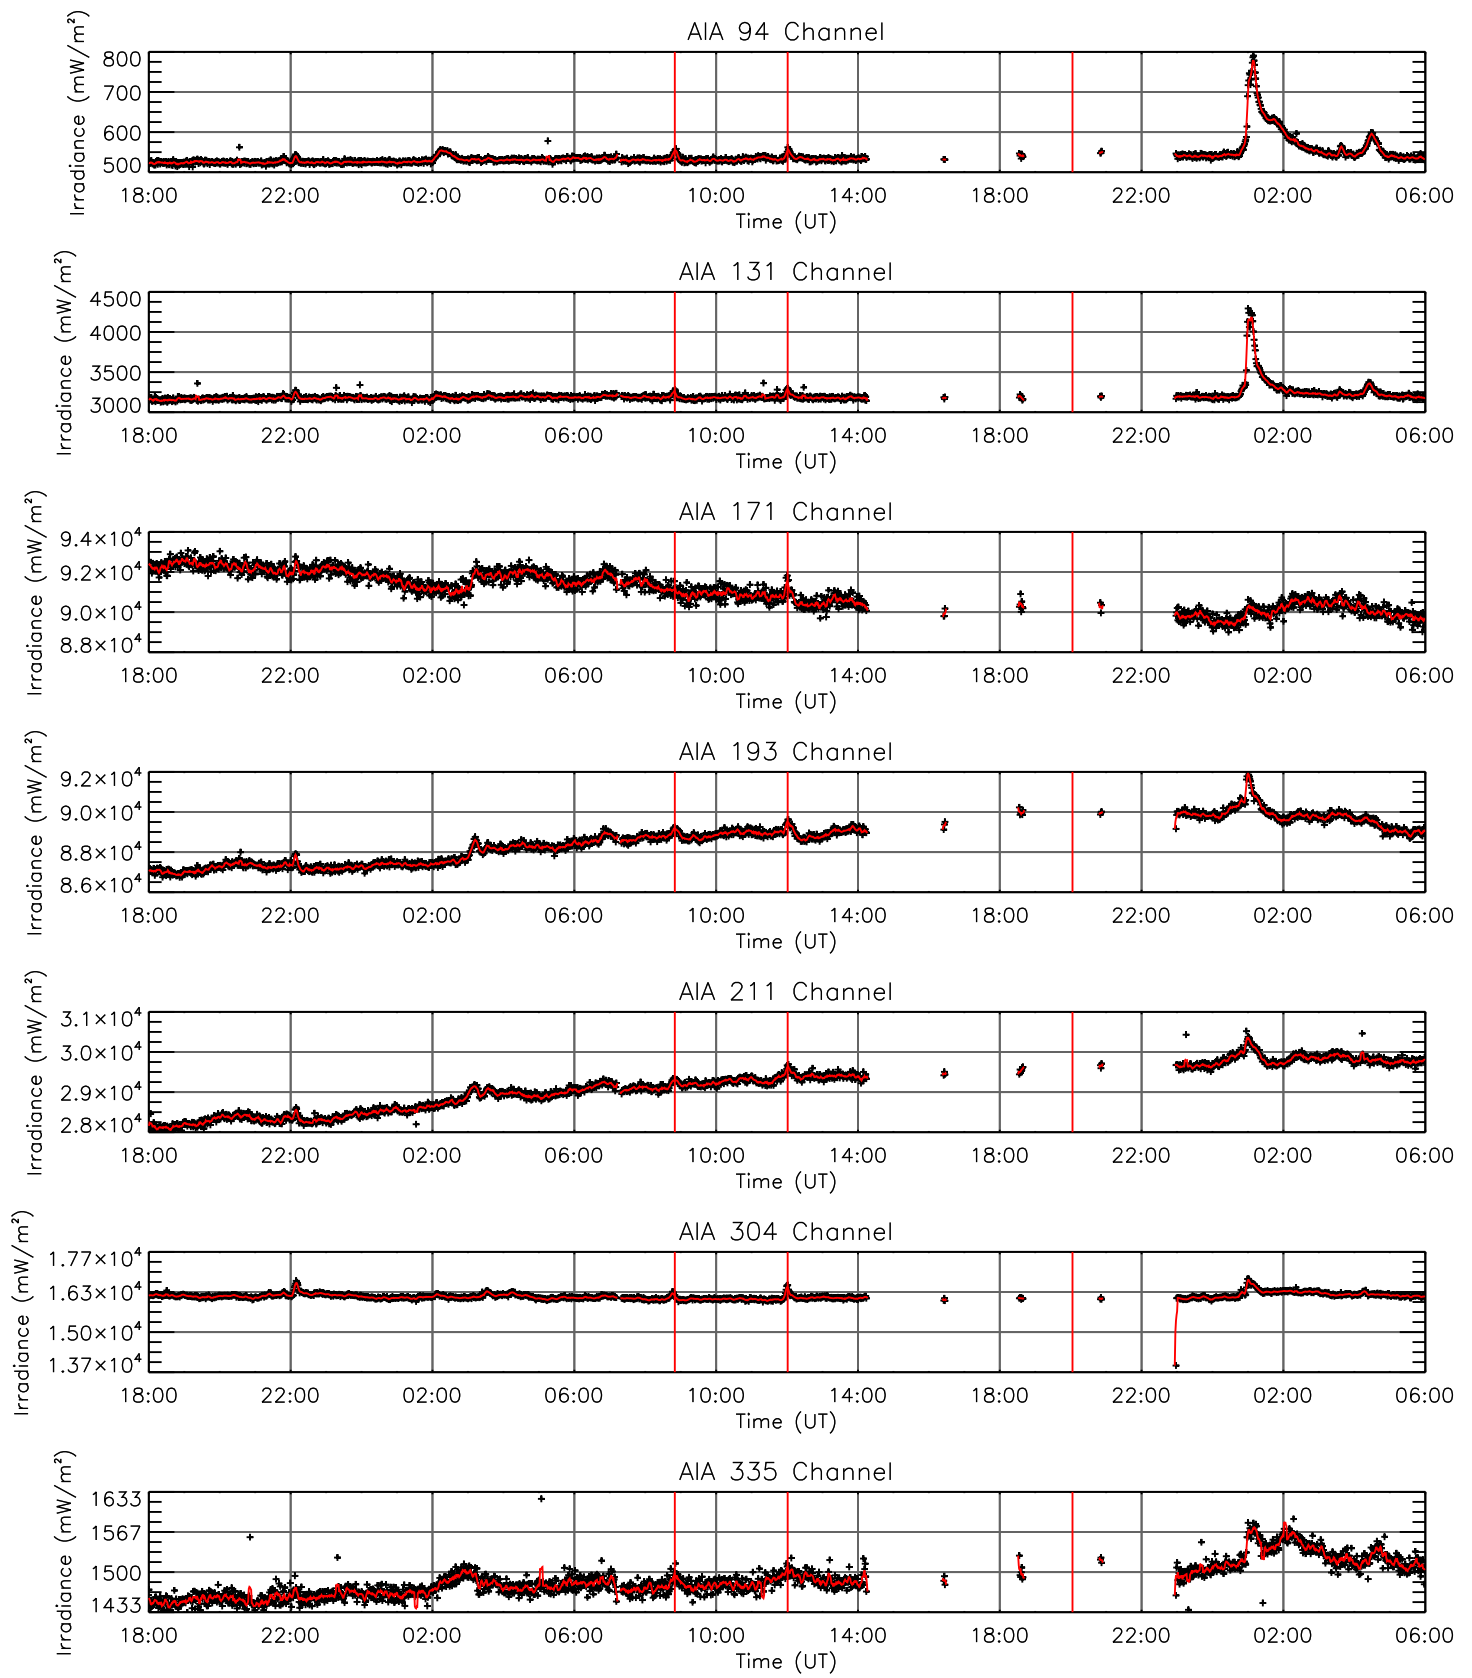 AIA 94 Channel
Irradiance (mW/m²)
800
700
600
500
18:00 22:00 02:00 06:00 10:00 14:00 18:00 22:00 02:00 06:00
Time (UT)
AIA 131 Channel
Irradiance (mW/m²)
4500
4000
3500
3000
18:00 22:00 02:00 06:00 10:00 14:00 18:00 22:00 02:00 06:00
Time (UT)
AIA 171 Channel
Irradiance (mW/m²)
9.4×10⁴
9.2×10⁴
9.0×10⁴
8.8×10⁴
18:00 22:00 02:00 06:00 10:00 14:00 18:00 22:00 02:00 06:00
Time (UT)
AIA 193 Channel
Irradiance (mW/m²)
9.2×10⁴
9.0×10⁴
8.8×10⁴
8.6×10⁴
18:00 22:00 02:00 06:00 10:00 14:00 18:00 22:00 02:00 06:00
Time (UT)
AIA 211 Channel
Irradiance (mW/m²)
3.1×10⁴
3.0×10⁴
2.9×10⁴
2.8×10⁴
18:00 22:00 02:00 06:00 10:00 14:00 18:00 22:00 02:00 06:00
Time (UT)
AIA 304 Channel
Irradiance (mW/m²)
1.77×10⁴
1.63×10⁴
1.50×10⁴
1.37×10⁴
18:00 22:00 02:00 06:00 10:00 14:00 18:00 22:00 02:00 06:00
Time (UT)
AIA 335 Channel
Irradiance (mW/m²)
1633
1567
1500
1433
18:00 22:00 02:00 06:00 10:00 14:00 18:00 22:00 02:00 06:00
Time (UT)